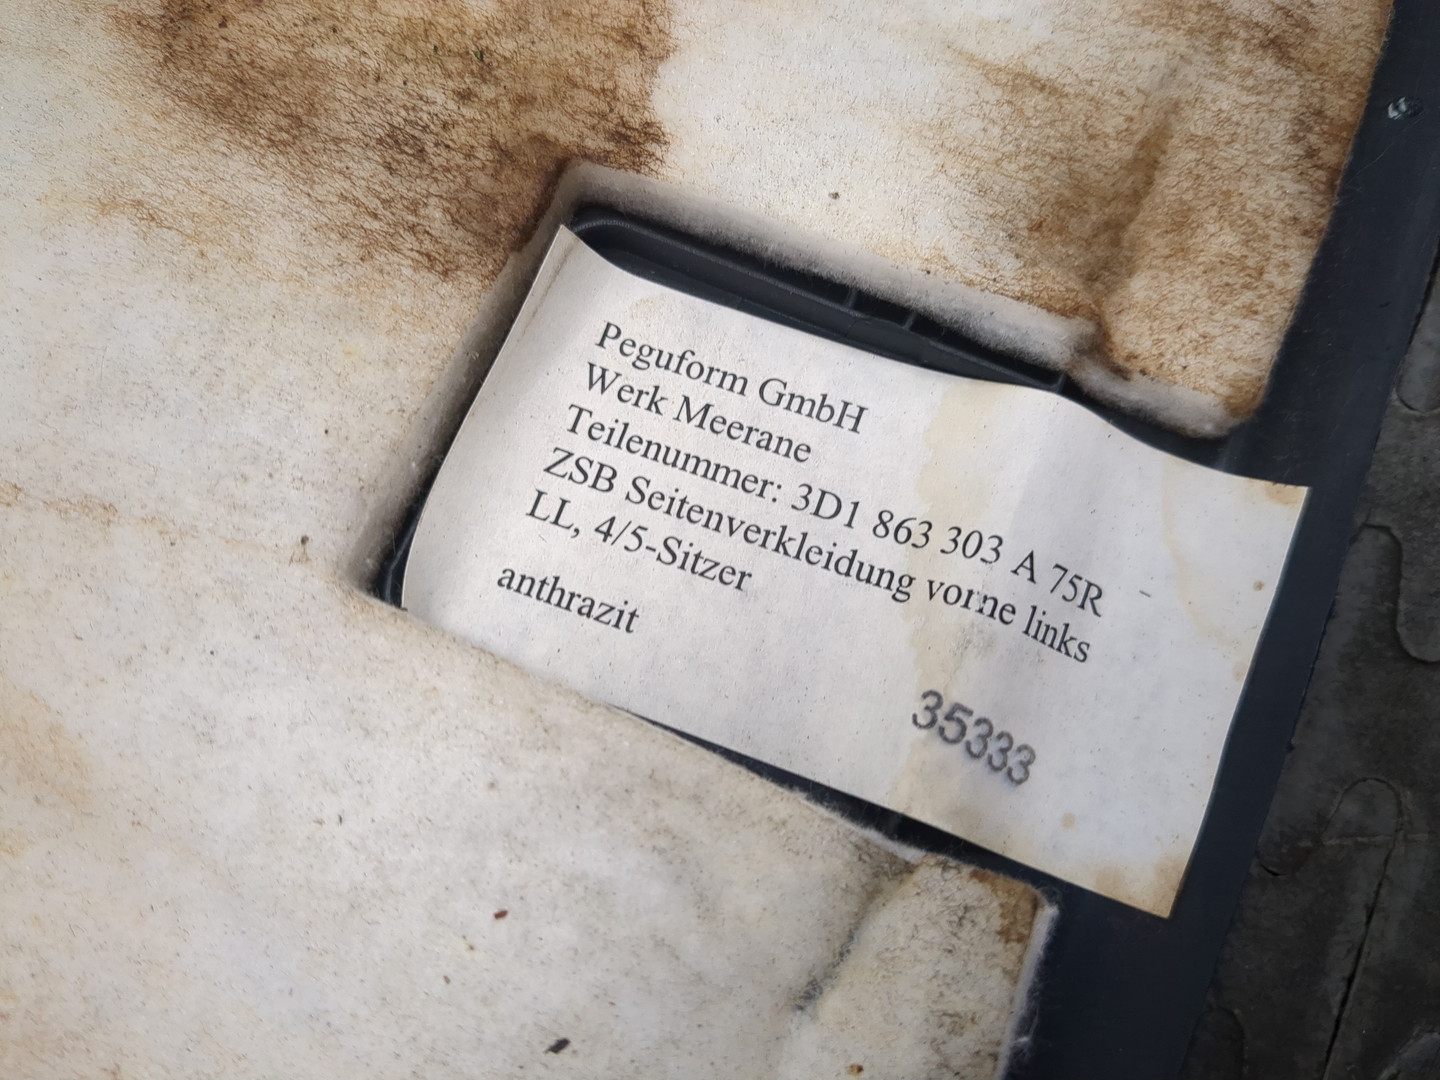 Peguform GmbH
Werk Meerane
Teilenummer: 3D1 863 303 A 75R
ZSB Seitenverkleidung vorne links
LL, 4/5-Sitzer
anthrazit
35333